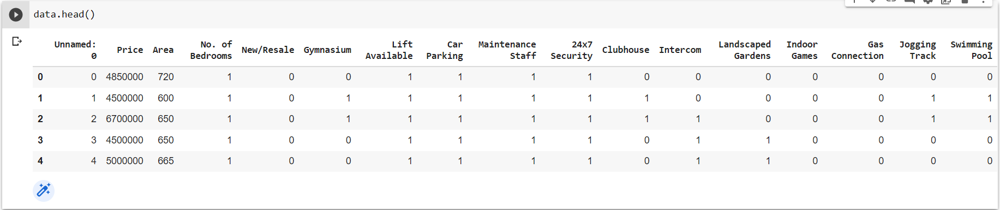 data.head()
Unnamed: 0 Price Area No. of Bedrooms New/Resale Gymnasium Lift Available Car Parking Maintenance Staff 24x7 Security Clubhouse Intercom Landscaped Gardens Indoor Games Gas Connection Jogging Track Swimming Pool
0 0 4850000 720 1 0 0 1 1 1 1 0 0 0 0 0 0 0
1 1 4500000 600 1 0 1 1 1 1 1 1 0 0 0 0 1 1
2 2 6700000 650 1 0 1 1 1 1 1 1 1 0 0 0 1 1
3 3 4500000 650 1 0 0 1 1 1 1 0 1 1 0 0 0 0
4 4 5000000 665 1 0 0 1 1 1 1 0 1 1 0 0 0 0